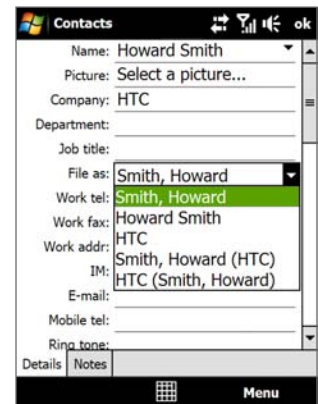 Contacts ok
Name: Howard Smith
Picture: Select a picture...
Company: HTC
Department:
Job title:
File as: Smith, Howard
Work tel: Smith, Howard
Work fax: Howard Smith
Work addr: HTC
Smith, Howard (HTC)
IM: HTC (Smith, Howard)
E-mail:
Mobile tel:
Ring tone:
Details Notes
Menu